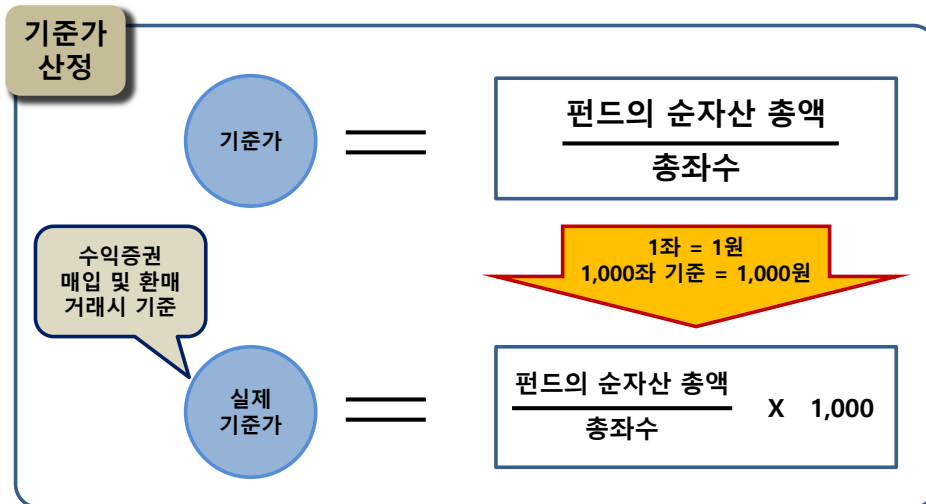 기준가
산정
기준가
펀드의 순자산 총액
총좌수
수익증권
매입 및 환매
거래시 기준
1좌 = 1원
1,000좌 기준 = 1,000원
실제
기준가
펀드의 순자산 총액
총좌수
X 1,000